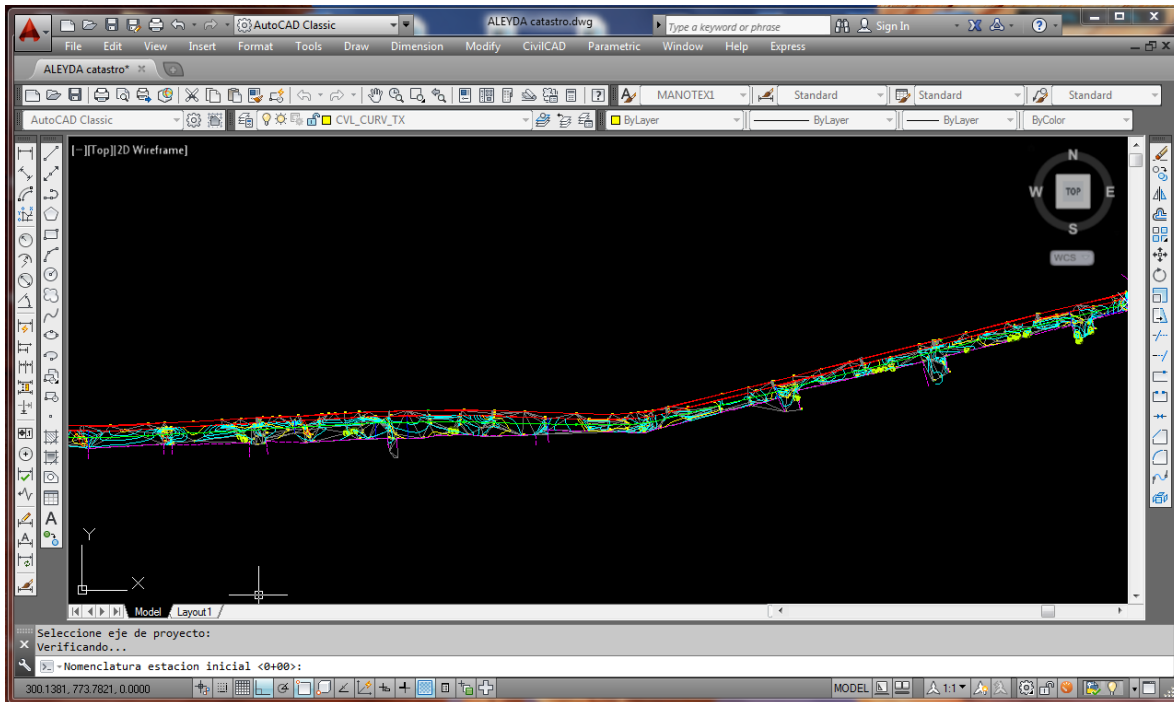 AutoCAD Classic ALEYDA catastro.dwg Type a keyword or phrase Sign In
File Edit View Insert Format Tools Draw Dimension Modify CivilCAD Parametric Window Help Express
ALEYDA catastro*
MANOTEX1 Standard Standard Standard
AutoCAD Classic CVL_CURV_TX ByLayer ByLayer ByLayer ByColor
[−][Top][2D Wireframe]
N
W TOP E
S
WCS
Y
X
Model Layout1
Seleccione eje de proyecto:
Verificando...
Nomenclatura estacion inicial <0+00>:
300.1381, 773.7821, 0.0000 MODEL 1:1